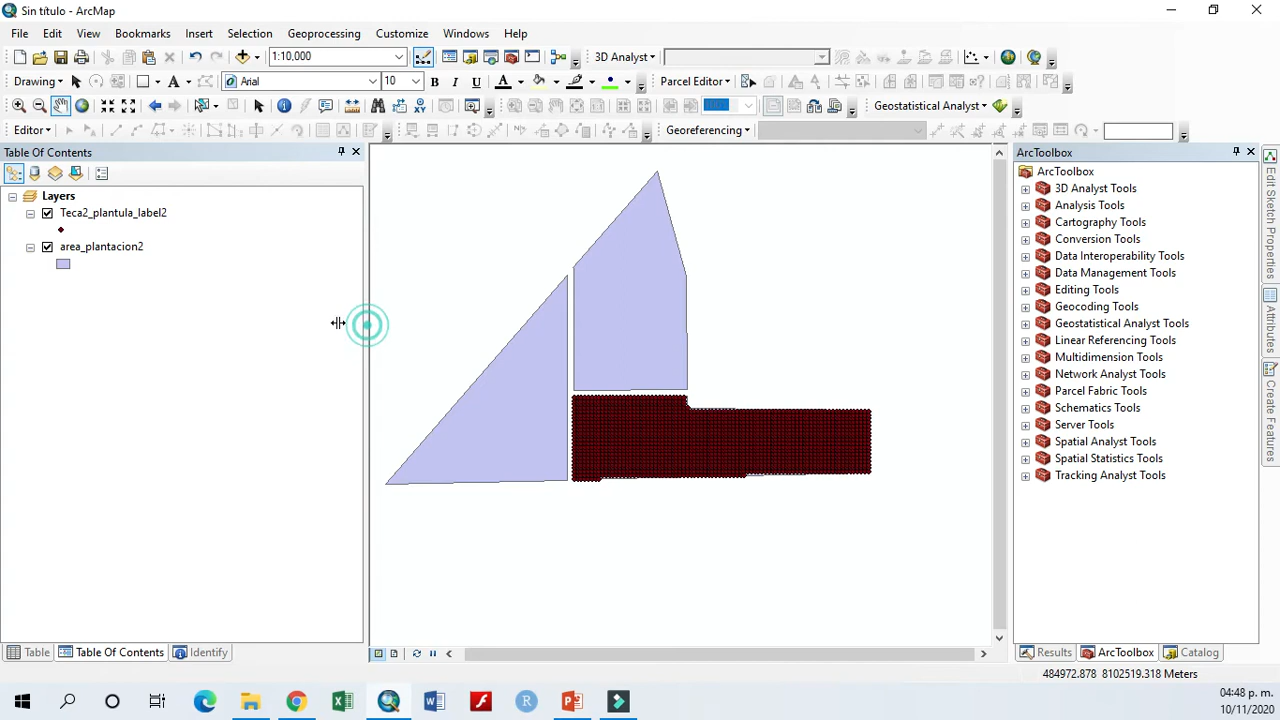 Sin título - ArcMap
File Edit View Bookmarks Insert Selection Geoprocessing Customize Windows Help
1:10,000 3D Analyst
Drawing A Arial 10 B I U A Parcel Editor
Geostatistical Analyst
Editor Georeferencing
Table Of Contents
Layers
Teca2_plantula_label2
area_plantacion2
Table Table Of Contents Identify
ArcToolbox
ArcToolbox
3D Analyst Tools
Analysis Tools
Cartography Tools
Conversion Tools
Data Interoperability Tools
Data Management Tools
Editing Tools
Geocoding Tools
Geostatistical Analyst Tools
Linear Referencing Tools
Multidimension Tools
Network Analyst Tools
Parcel Fabric Tools
Schematics Tools
Server Tools
Spatial Analyst Tools
Spatial Statistics Tools
Tracking Analyst Tools
Results ArcToolbox Catalog
Edit Sketch Properties
Attributes
Create Features
484972.878 8102519.318 Meters
04:48 p. m.
10/11/2020